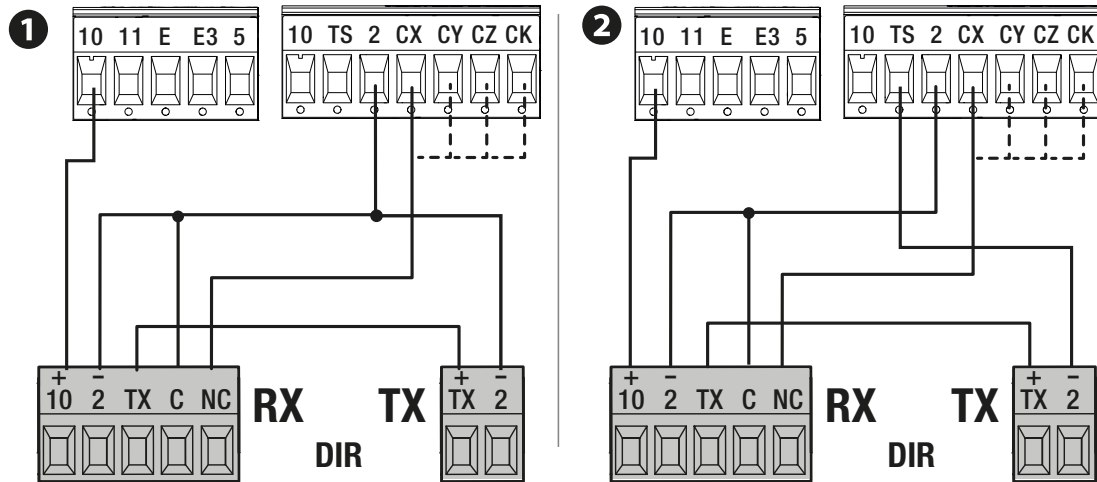 1
10 11 E E3 5
10 TS 2 CX CY CZ CK
+ −
10 2 TX C NC
RX
TX
+ −
TX 2
DIR
2
10 11 E E3 5
10 TS 2 CX CY CZ CK
+ −
10 2 TX C NC
RX
TX
+ −
TX 2
DIR